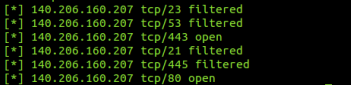 [*] 140.206.160.207 tcp/23 filtered
[*] 140.206.160.207 tcp/53 filtered
[*] 140.206.160.207 tcp/443 open
[*] 140.206.160.207 tcp/21 filtered
[*] 140.206.160.207 tcp/445 filtered
[*] 140.206.160.207 tcp/80 open